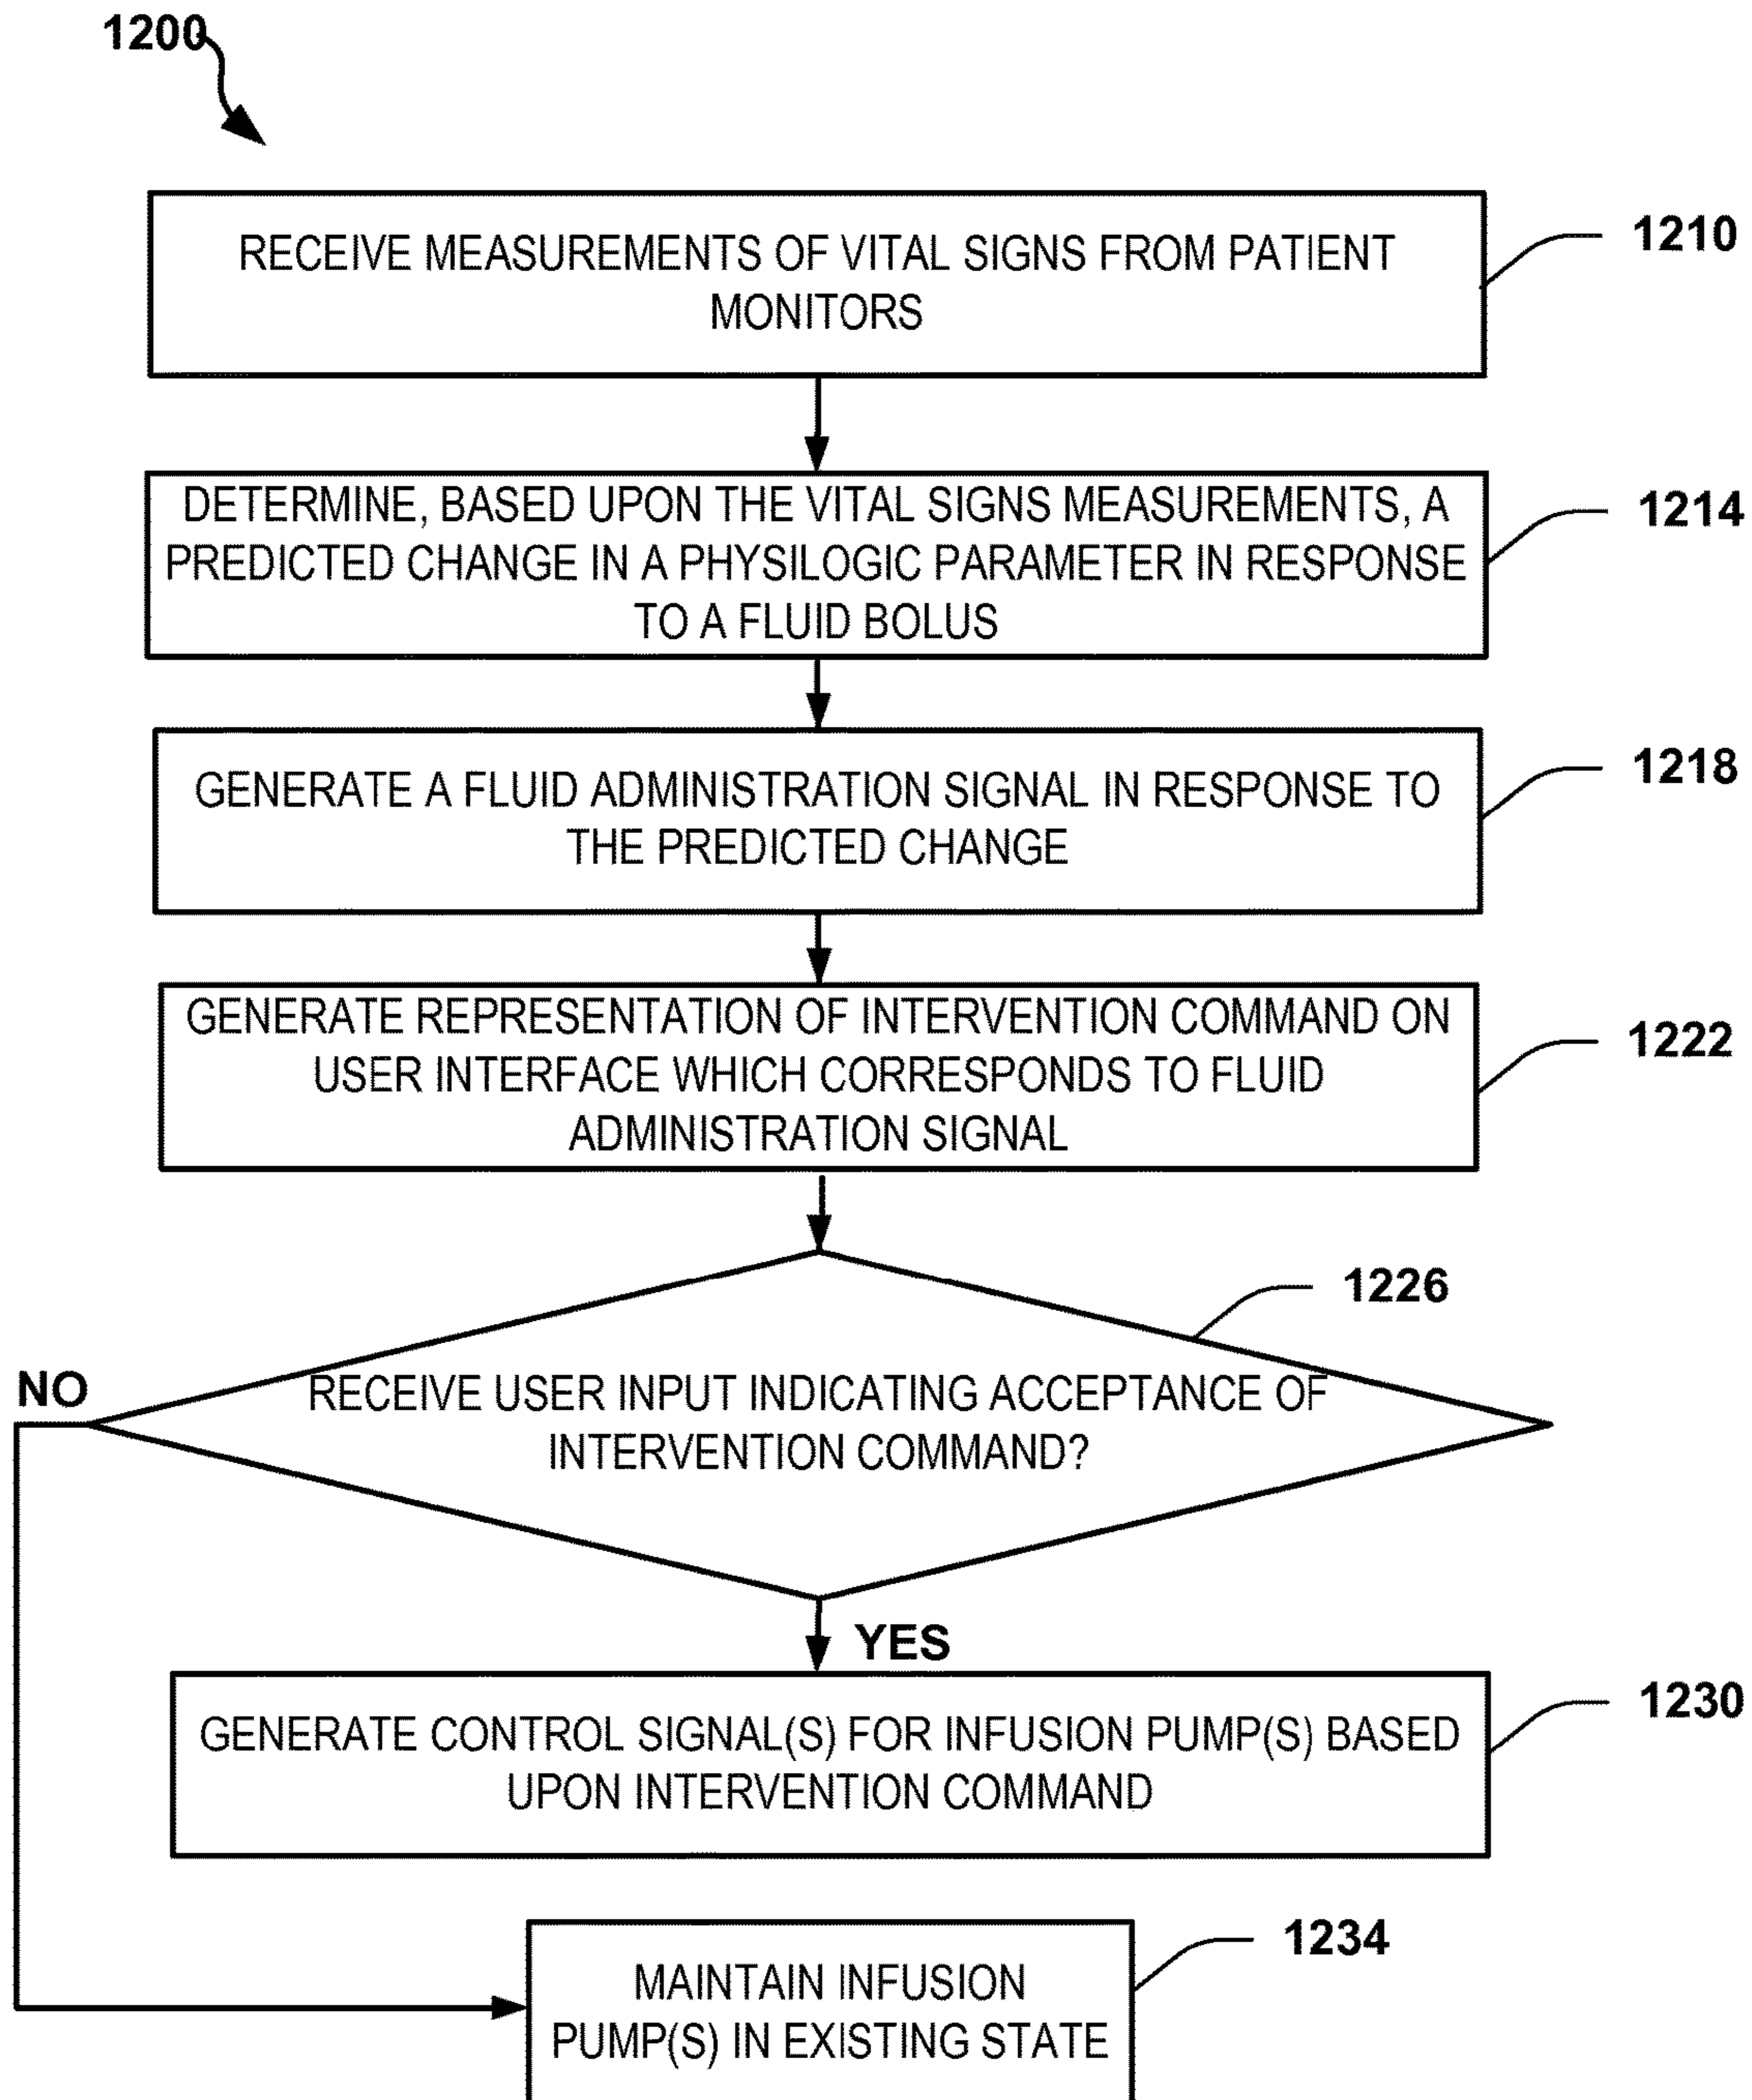 1200
RECEIVE MEASUREMENTS OF VITAL SIGNS FROM PATIENT
MONITORS
1210
DETERMINE, BASED UPON THE VITAL SIGNS MEASUREMENTS, A
PREDICTED CHANGE IN A PHYSILOGIC PARAMETER IN RESPONSE
TO A FLUID BOLUS
1214
GENERATE A FLUID ADMINISTRATION SIGNAL IN RESPONSE TO
THE PREDICTED CHANGE
1218
GENERATE REPRESENTATION OF INTERVENTION COMMAND ON
USER INTERFACE WHICH CORRESPONDS TO FLUID
ADMINISTRATION SIGNAL
1222
1226
NO
RECEIVE USER INPUT INDICATING ACCEPTANCE OF
INTERVENTION COMMAND?
YES
GENERATE CONTROL SIGNAL(S) FOR INFUSION PUMP(S) BASED
UPON INTERVENTION COMMAND
1230
MAINTAIN INFUSION
PUMP(S) IN EXISTING STATE
1234